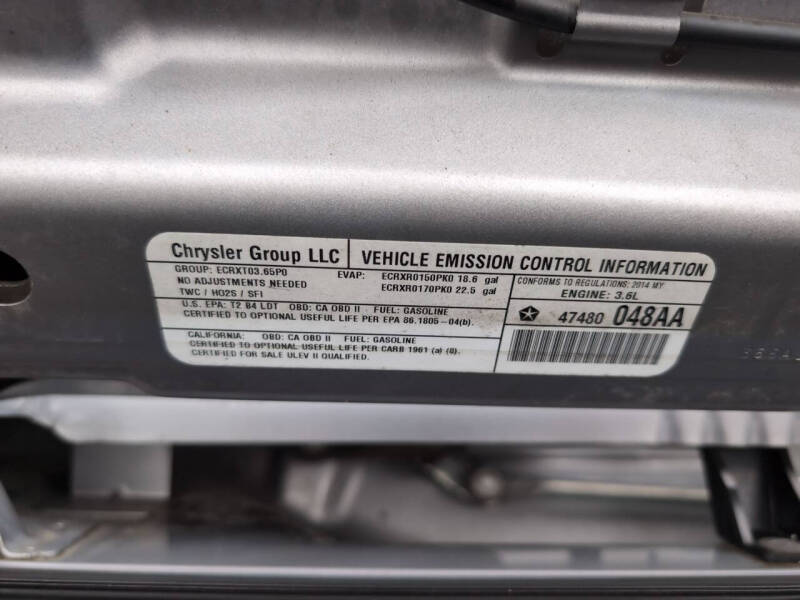 Chrysler Group LLC
VEHICLE EMISSION CONTROL INFORMATION
GROUP: ECRXT03.65P0 EVAP: ECRXR0150PK0 18.6 gal
NO ADJUSTMENTS NEEDED ECRXR0170PK0 22.5 gal
TWC / HO2S / SFI
U.S. EPA: T2 B4 LDT OBD: CA OBD II FUEL: GASOLINE
CERTIFIED TO OPTIONAL USEFUL LIFE PER EPA 86.1805-04(b).
CALIFORNIA: OBD: CA OBD II FUEL: GASOLINE
CERTIFIED TO OPTIONAL USEFUL LIFE PER CARB 1961 (a) (8).
CERTIFIED FOR SALE ULEV II QUALIFIED.
CONFORMS TO REGULATIONS: 2014 MY
ENGINE: 3.6L
47480 048AA